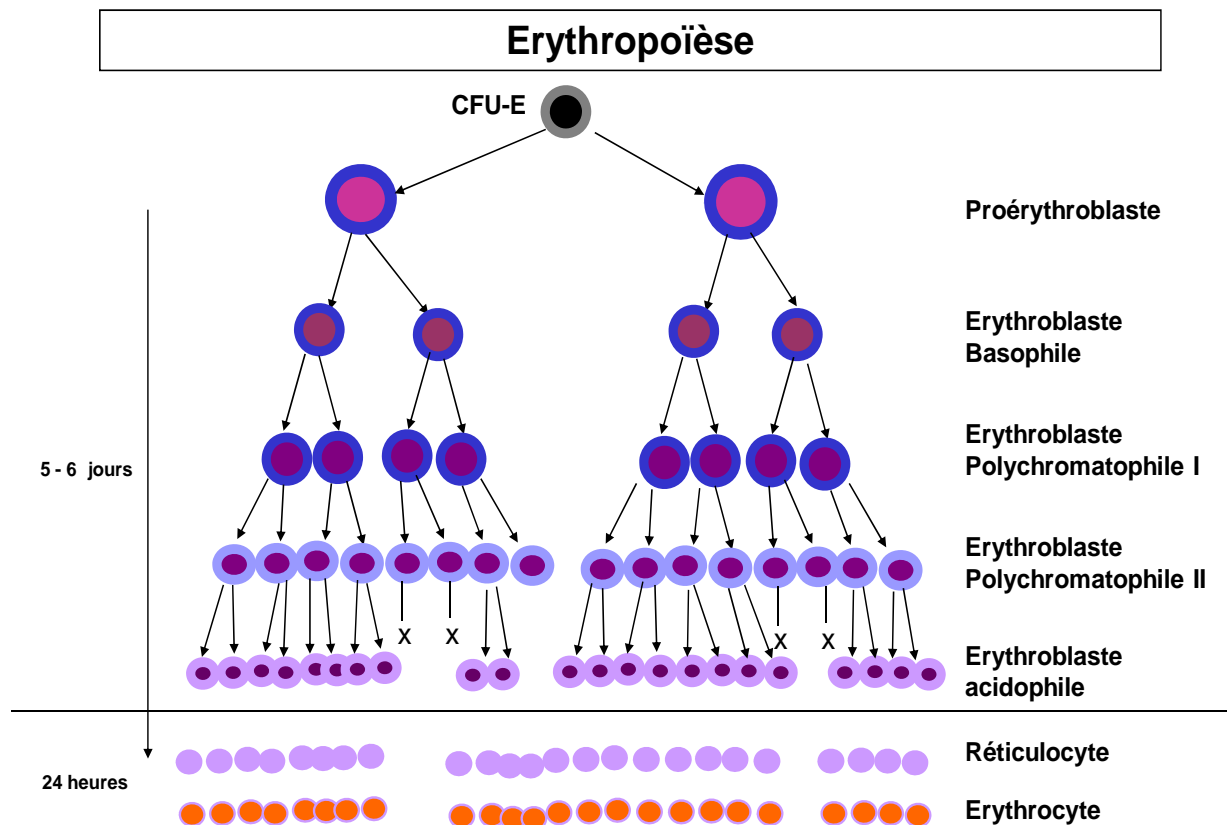 Erythropoïèse
CFU-E
Proérythroblaste
Erythroblaste
Basophile
Erythroblaste
Polychromatophile I
5 - 6 jours
Erythroblaste
Polychromatophile II
X X X X
Erythroblaste
acidophile
Réticulocyte
24 heures
Erythrocyte